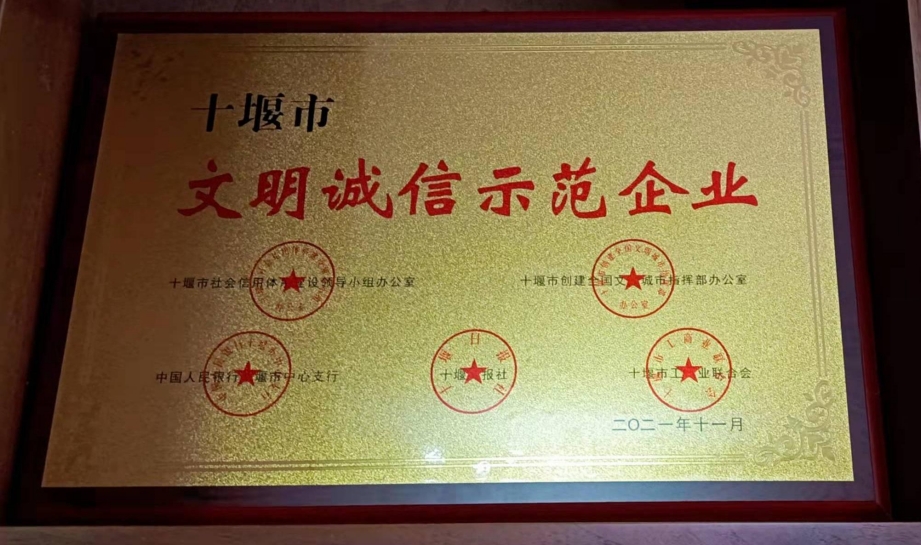 十堰市
文明诚信示范企业
十堰市社会信用体系建设领导小组办公室
十堰市创建全国文明城市指挥部办公室
中国人民银行十堰市中心支行
十堰日报社
十堰市工商业联合会
二〇二一年十一月